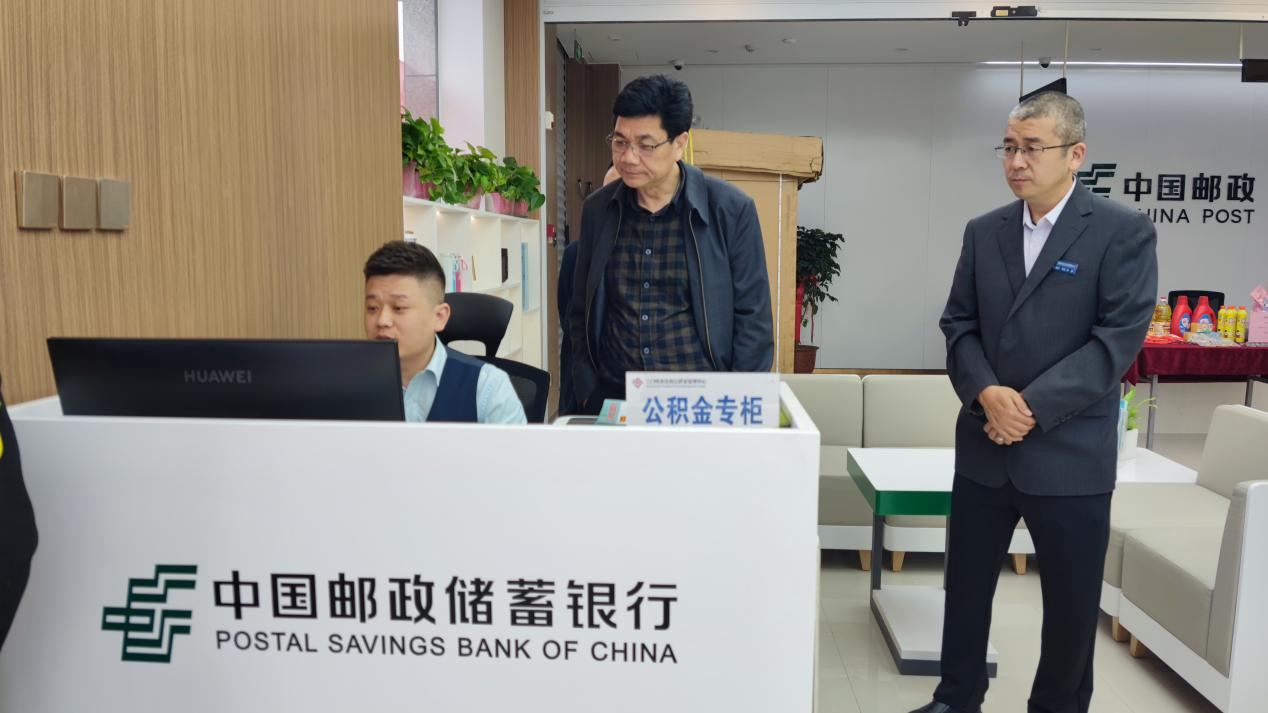 中国邮政
CHINA POST
HUAWEI
公积金专柜
中国邮政储蓄银行
POSTAL SAVINGS BANK OF CHINA